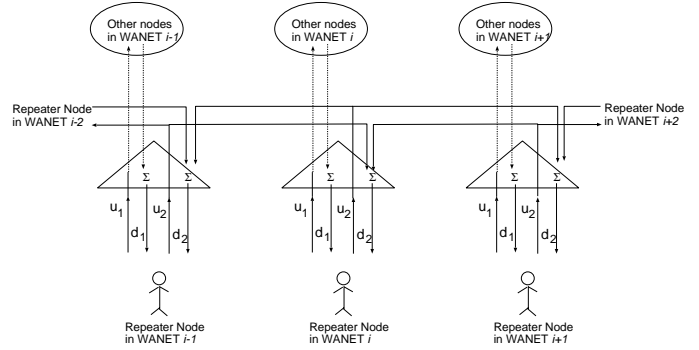 Other nodes
in WANET i-1
Other nodes
in WANET i
Other nodes
in WANET i+1
Repeater Node
in WANET i-2
Repeater Node
in WANET i+2
Σ Σ Σ Σ Σ Σ
u1 u2 u1 u2 u1 u2
d1 d2 d1 d2 d1 d2
Repeater Node
in WANET i-1
Repeater Node
in WANET i
Repeater Node
in WANET i+1